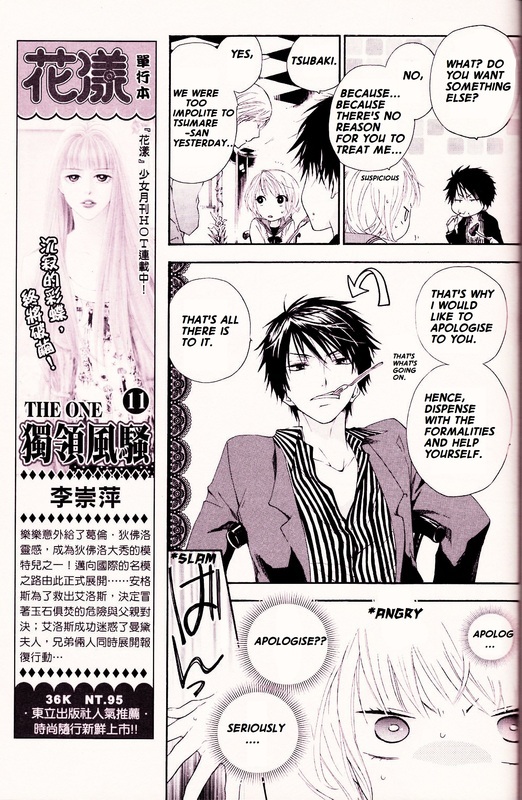 WHAT? DO
YOU WANT
SOMETHING
ELSE?
NO,
BECAUSE...
BECAUSE
THERE'S NO
REASON
FOR YOU TO
TREAT ME...
SUSPICIOUS
TSUBAKI.
YES,
WE WERE
TOO
IMPOLITE TO
TSUMARE
-SAN
YESTERDAY...
THAT'S WHY
I WOULD
LIKE TO
APOLOGISE
TO YOU.
HENCE,
DISPENSE
WITH THE
FORMALITIES
AND HELP
YOURSELF.
THAT'S
WHAT'S
GOING
ON.
THAT'S ALL
THERE IS
TO IT.
*SLAM
ばん
*ANGRY
APOLOG
...
APOLOGISE??
SERIOUSLY
....
花漾
單行本
『花漾』少女月刊HOT連載中!
沉寂的彩蝶,
終將破蛹!
THE ONE
11
獨領風騷
李崇萍
樂樂意外給了葛倫.狄佛洛
靈感,成為狄佛洛大秀的模
特兒之一!邁向國際的名模
之路由此正式展開……安格
斯為了救出艾洛斯,決定冒
著玉石俱焚的危險與父親對
決;艾洛斯成功迷惑了曼黛
夫人,兄弟倆人同時展開報
復行動…
36K NT.95
·東立出版社人氣推薦·
時尚隨行新鮮上市!!